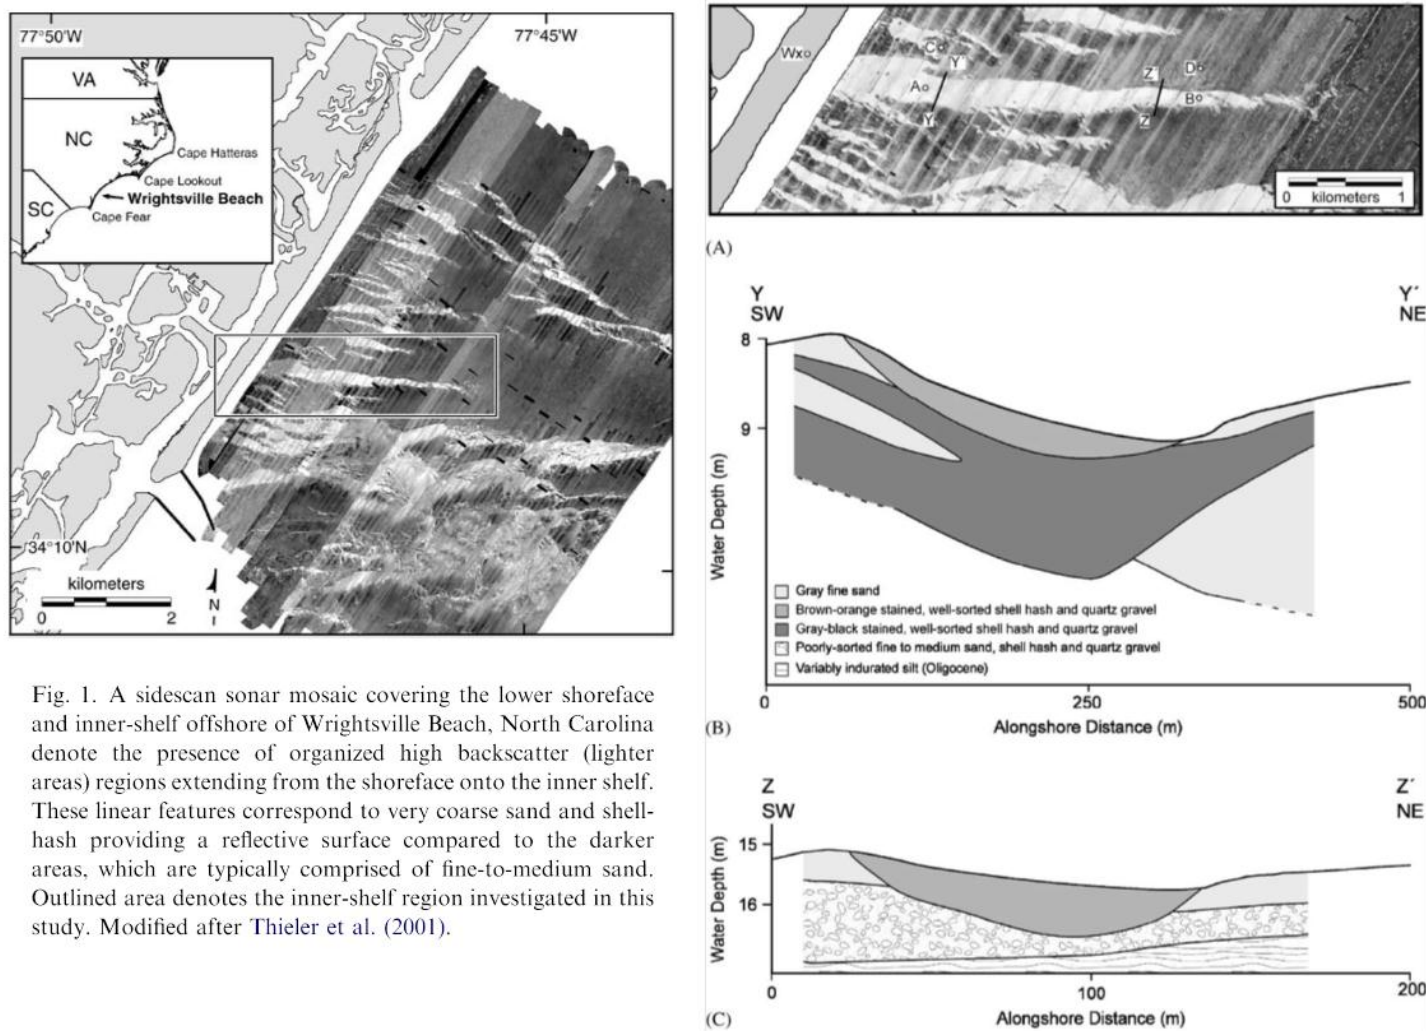 77°50'W
77°45'W
VA
NC
SC
Cape Hatteras
Cape Lookout
Wrightsville Beach
Cape Fear
34°10'N
kilometers
0 2
N
Fig. 1. A sidescan sonar mosaic covering the lower shoreface
and inner-shelf offshore of Wrightsville Beach, North Carolina
denote the presence of organized high backscatter (lighter
areas) regions extending from the shoreface onto the inner shelf.
These linear features correspond to very coarse sand and shell-
hash providing a reflective surface compared to the darker
areas, which are typically comprised of fine-to-medium sand.
Outlined area denotes the inner-shelf region investigated in this
study. Modified after Thieler et al. (2001).
Wx
C
Y'
A
Y
Z'
D
B
Z
0 kilometers 1
(A)
Y
SW
Y´
NE
8
9
Water Depth (m)
Gray fine sand
Brown-orange stained, well-sorted shell hash and quartz gravel
Gray-black stained, well-sorted shell hash and quartz gravel
Poorly-sorted fine to medium sand, shell hash and quartz gravel
Variably indurated silt (Oligocene)
0 250 500
(B)
Alongshore Distance (m)
Z
SW
Z´
NE
15
16
Water Depth (m)
0 100 200
(C)
Alongshore Distance (m)